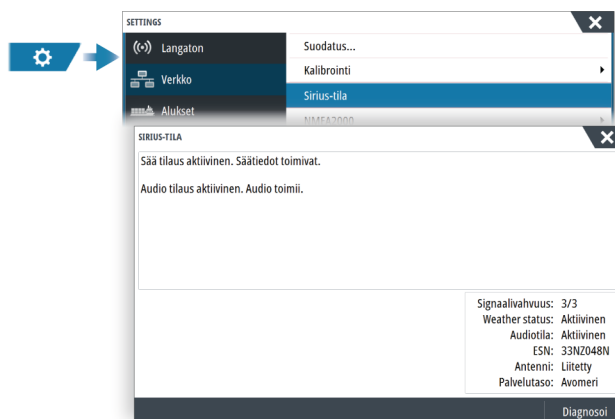 SETTINGS
Langaton
Suodatus...
Verkko
Kalibrointi
Sirius-tila
Alukset
NMEA2000
SIRIUS-TILA
Sää tilaus aktiivinen. Säätiedot toimivat.
Audio tilaus aktiivinen. Audio toimii.
Signaalivahvuus: 3/3
Weather status: Aktiivinen
Audiotila: Aktiivinen
ESN: 33NZ048N
Antenni: Liitetty
Palvelutaso: Avomeri
Diagnosoi